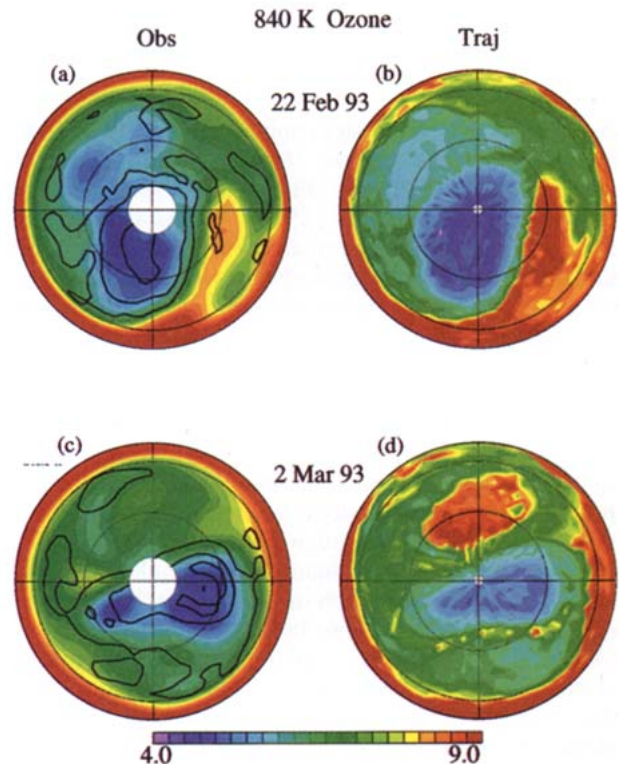 840 K Ozone
Obs Traj
(a) (b)
22 Feb 93
(c) (d)
2 Mar 93
4.0 9.0